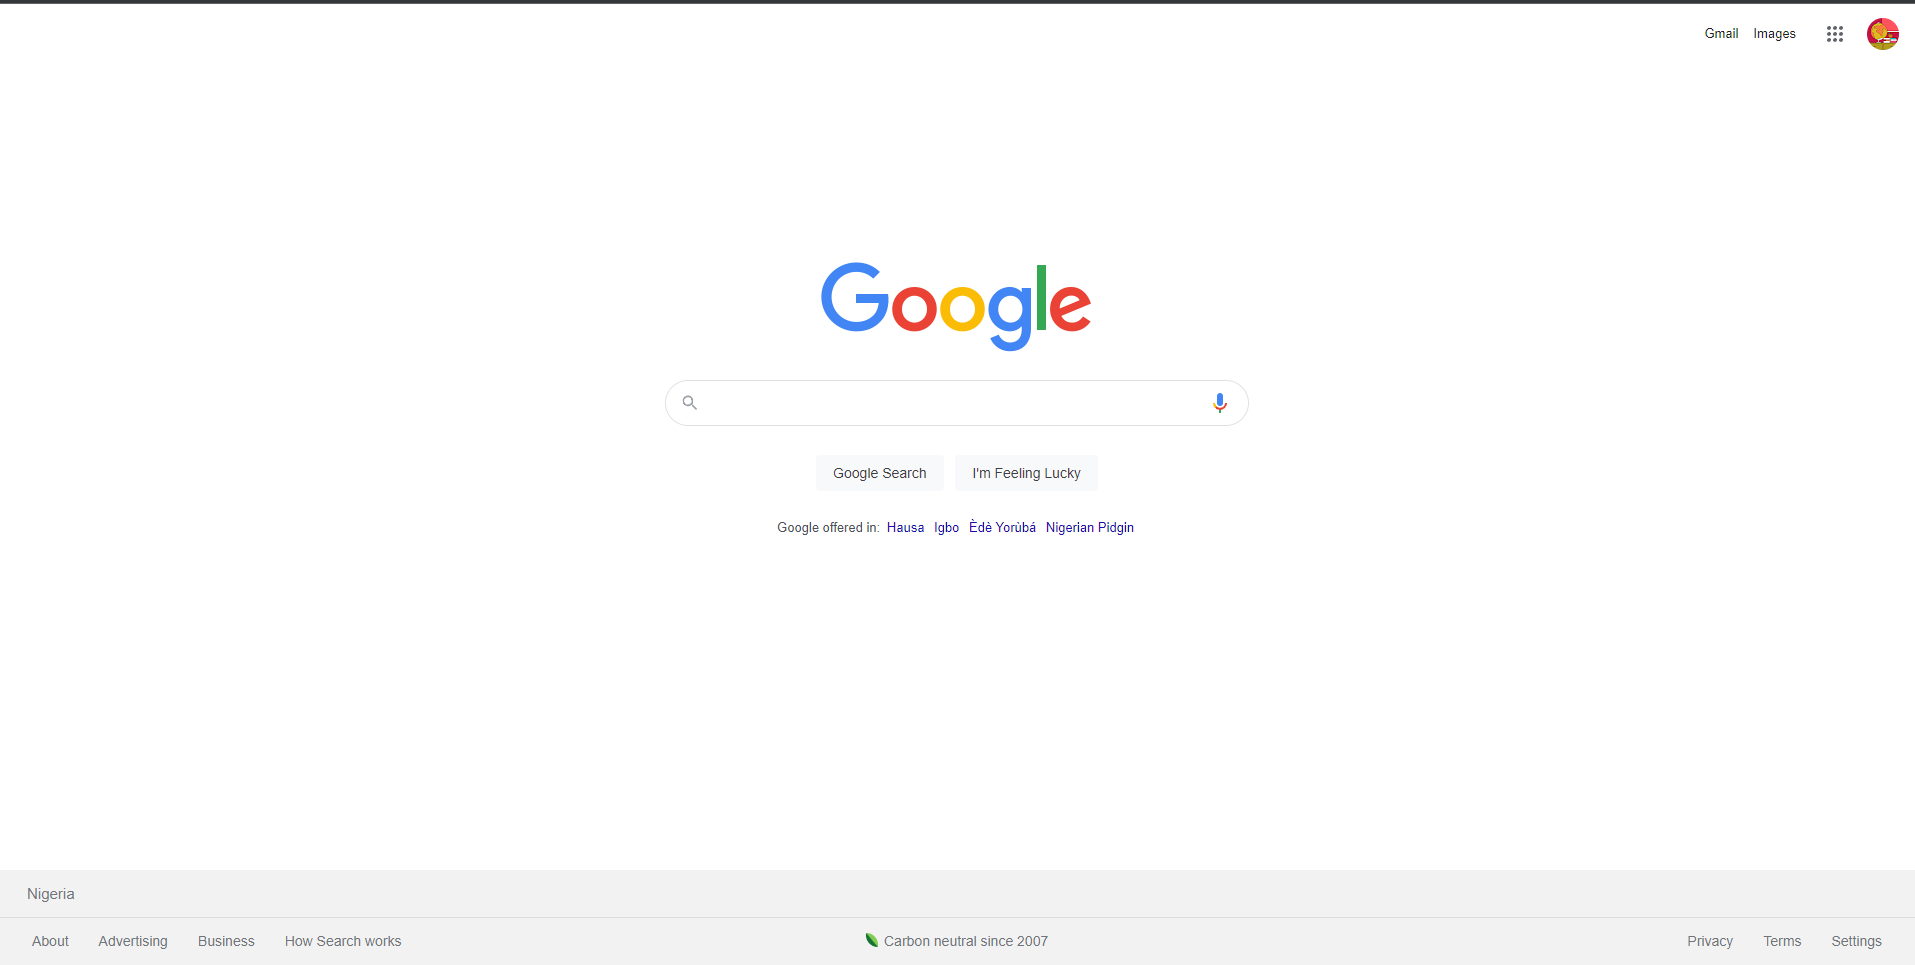 Gmail Images
Google
Google Search I'm Feeling Lucky
Google offered in: Hausa Igbo Èdè Yorùbá Nigerian Pidgin
Nigeria
About Advertising Business How Search works Carbon neutral since 2007 Privacy Terms Settings